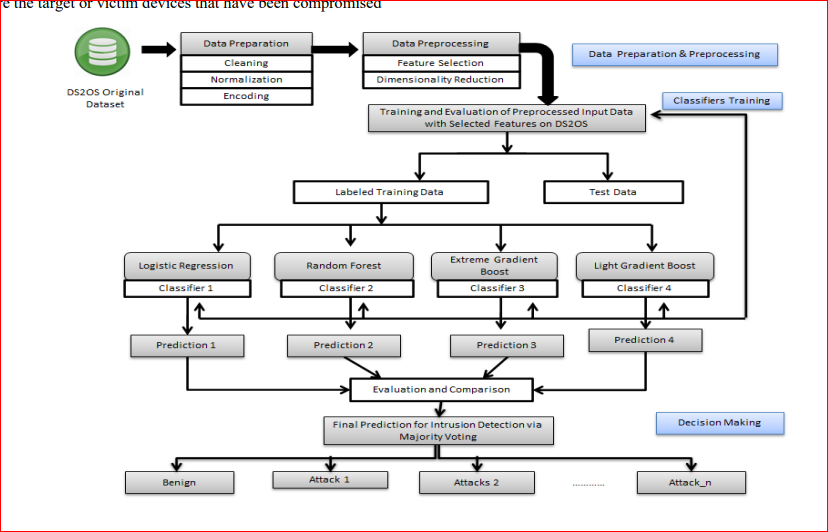 re the target or victim devices that have been compromised
Data Preparation
Data Preprocessing
Data Preparation & Preprocessing
Cleaning
Feature Selection
Normalization
Dimensionality Reduction
Encoding
DS2OS Original
Dataset
Classifiers Training
Training and Evaluation of Preprocessed Input Data
with Selected Features on DS2OS
Labeled Training Data
Test Data
Logistic Regression
Random Forest
Extreme Gradient
Boost
Light Gradient Boost
Classifier 1
Classifier 2
Classifier 3
Classifier 4
Prediction 1
Prediction 2
Prediction 3
Prediction 4
Evaluation and Comparison
Final Prediction for Intrusion Detection via
Majority Voting
Decision Making
Benign
Attack 1
Attacks 2
............
Attack_n